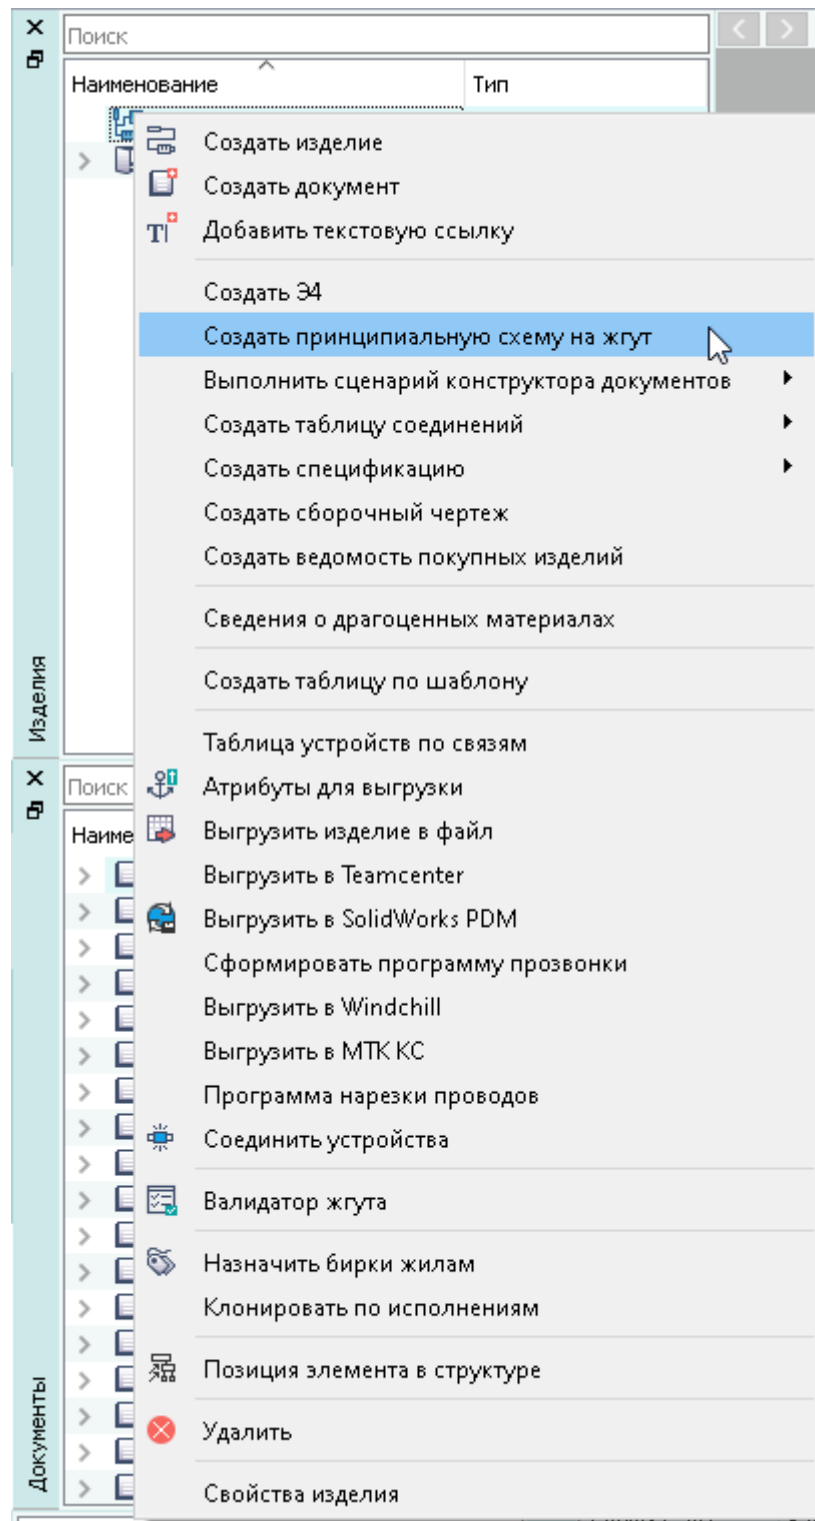 Поиск
Наименование
Тип
Создать изделие
Создать документ
Добавить текстовую ссылку
Создать Э4
Создать принципиальную схему на жгут
Выполнить сценарий конструктора документов
Создать таблицу соединений
Создать спецификацию
Создать сборочный чертеж
Создать ведомость покупных изделий
Сведения о драгоценных материалах
Создать таблицу по шаблону
Таблица устройств по связям
Изделия
Поиск
Атрибуты для выгрузки
Наиме
Выгрузить изделие в файл
Выгрузить в Teamcenter
Выгрузить в SolidWorks PDM
Сформировать программу прозвонки
Выгрузить в Windchill
Выгрузить в МТК КС
Программа нарезки проводов
Соединить устройства
Валидатор жгута
Назначить бирки жилам
Клонировать по исполнениям
Позиция элемента в структуре
Удалить
Свойства изделия
Документы